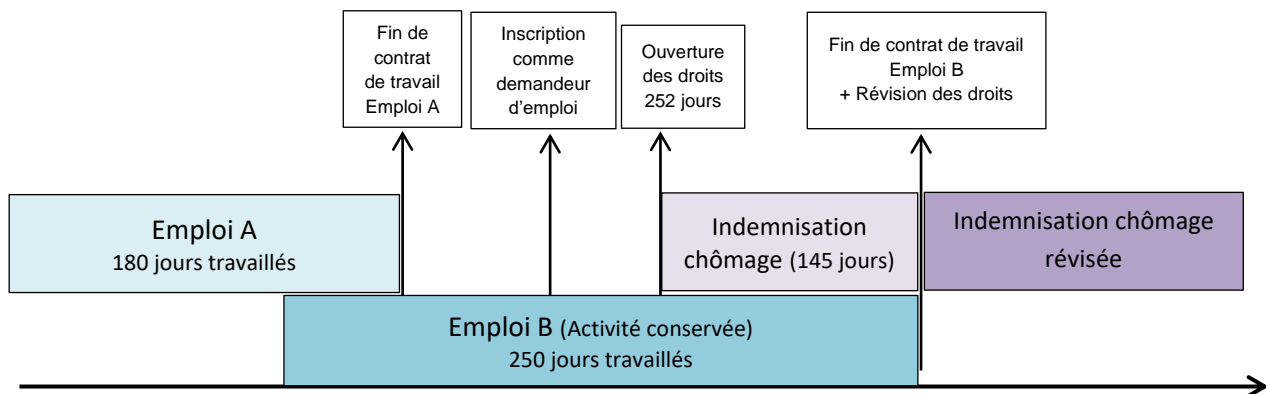 Fin de
contrat
de travail
Emploi A
Inscription
comme
demandeur
d'emploi
Ouverture
des droits
252 jours
Fin de contrat de travail
Emploi B
+ Révision des droits
Emploi A
180 jours travaillés
Indemnisation
chômage (145 jours)
Indemnisation chômage
révisée
Emploi B (Activité conservée)
250 jours travaillés